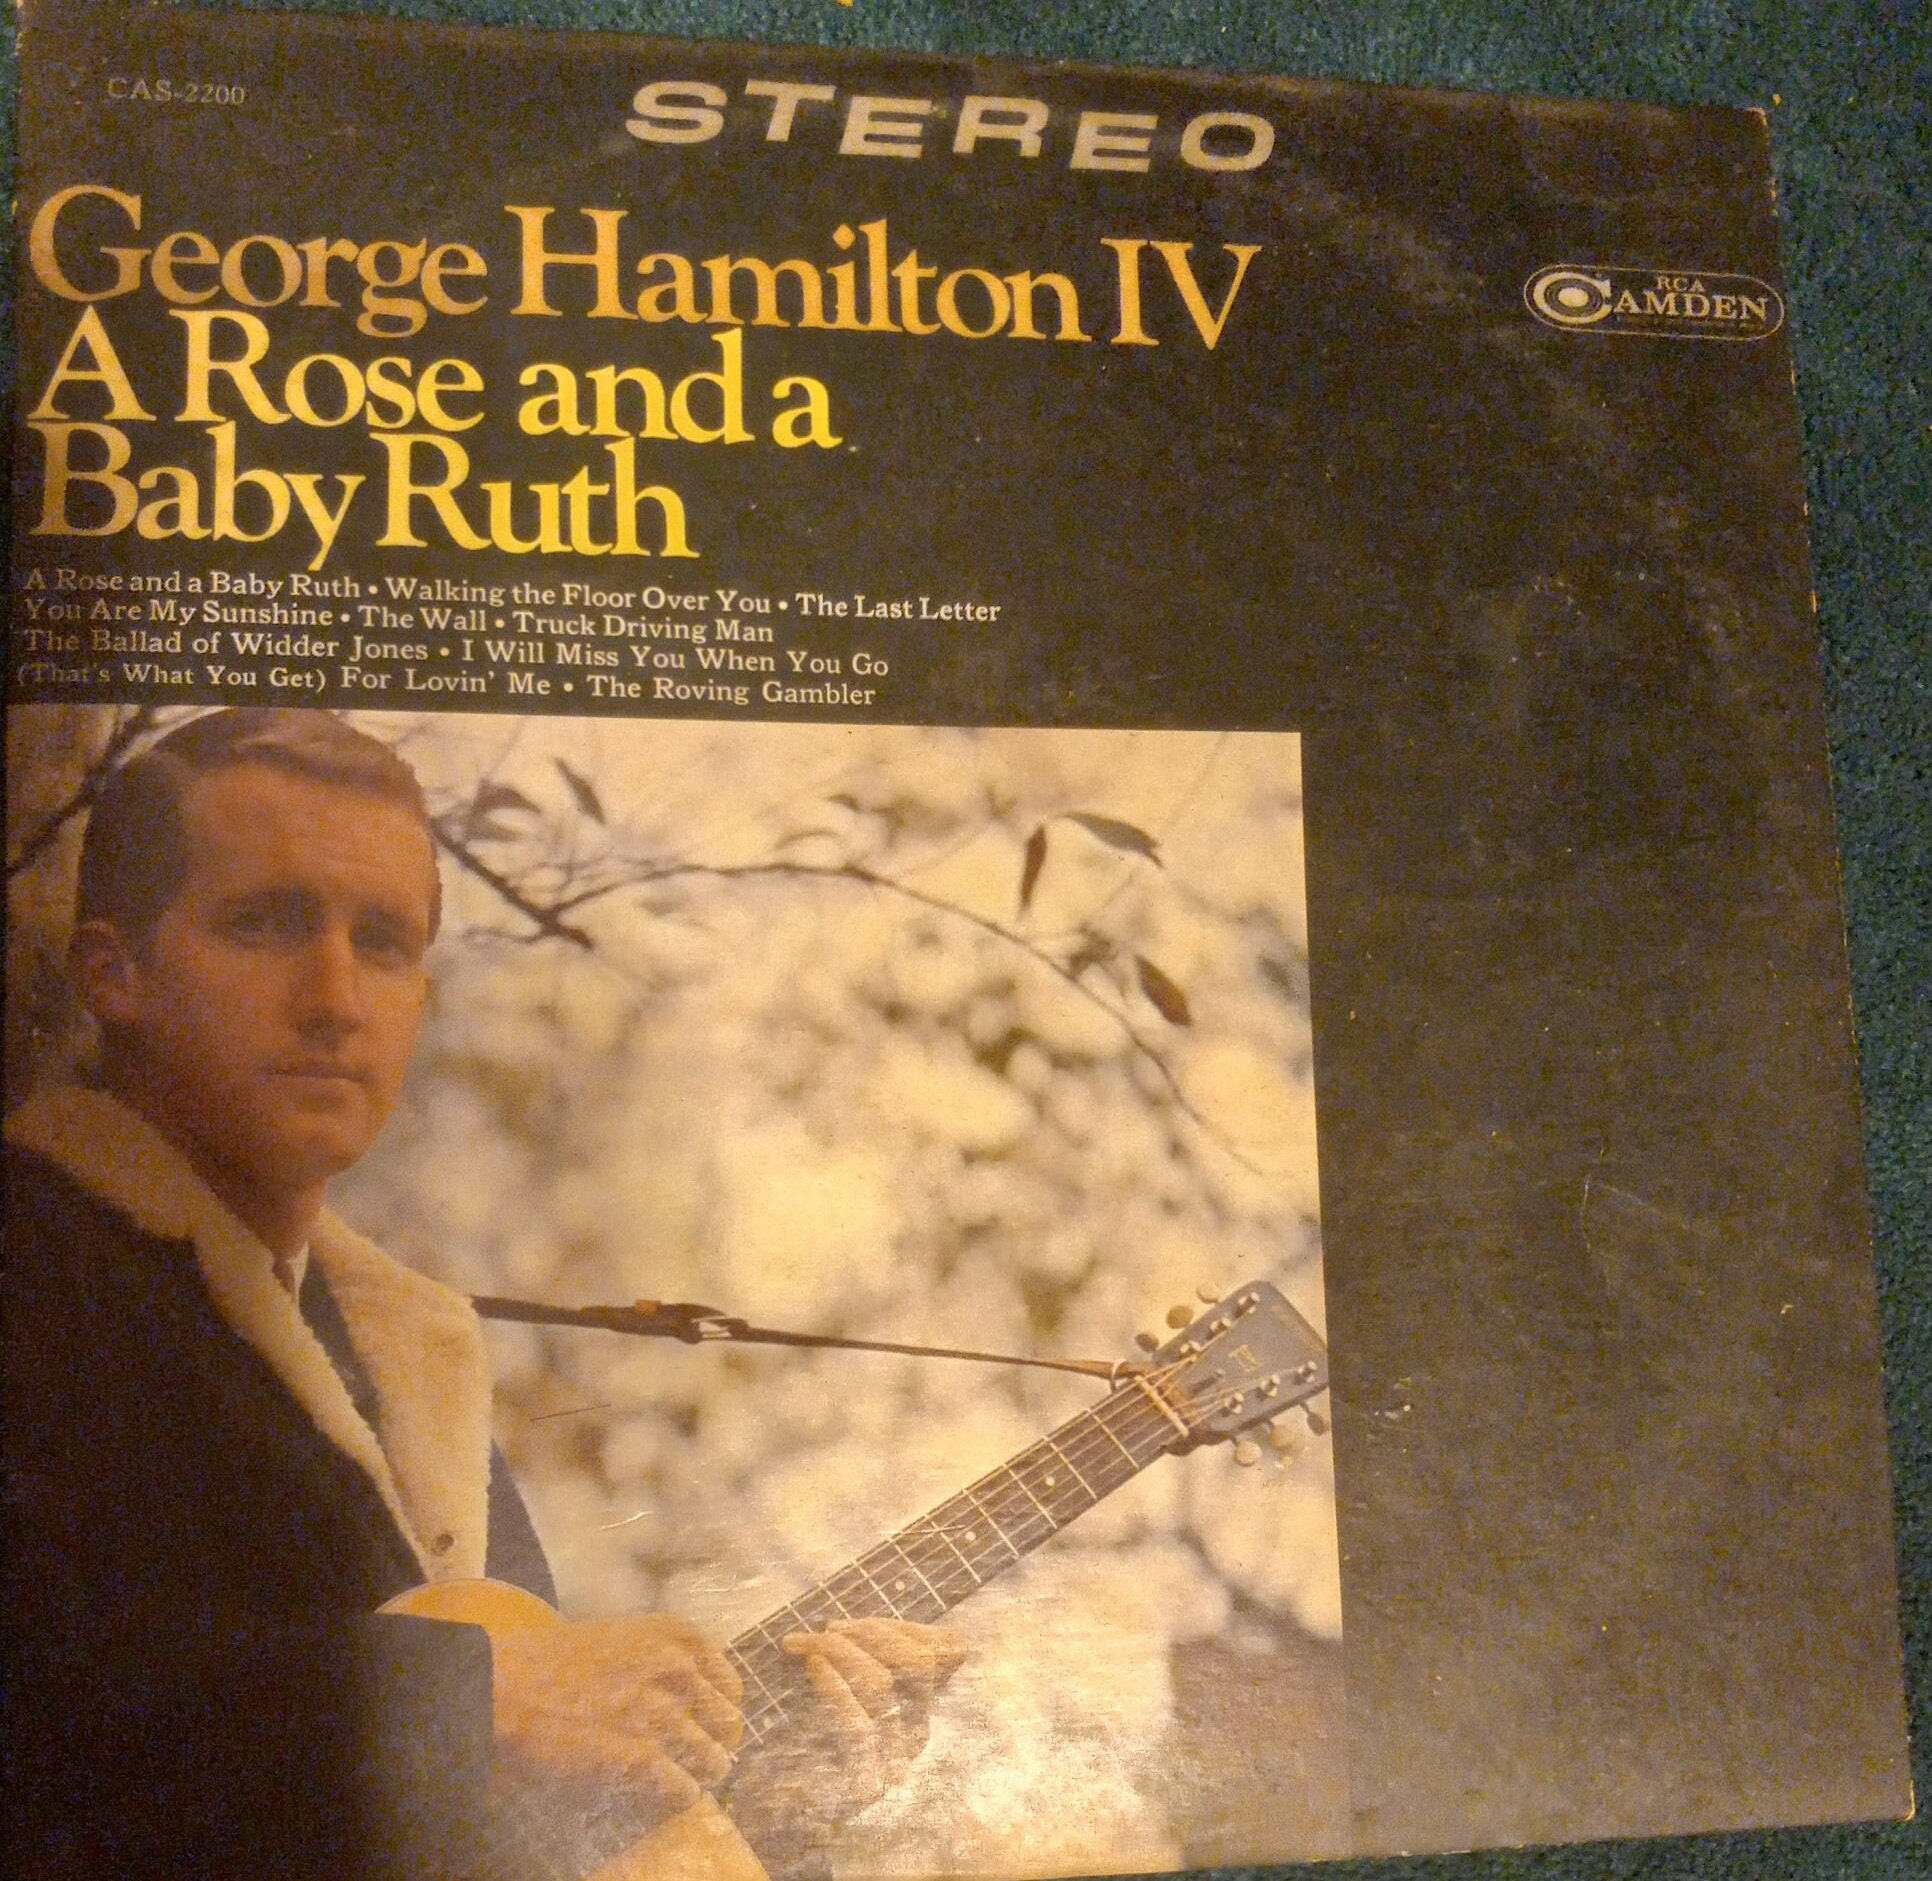 CAS-2200
STEREO
George Hamilton IV
RCA
CAMDEN
A Rose and a
Baby Ruth
A Rose and a Baby Ruth • Walking the Floor Over You • The Last Letter
You Are My Sunshine • The Wall • Truck Driving Man
The Ballad of Widder Jones • I Will Miss You When You Go
(That's What You Get) For Lovin' Me • The Roving Gambler